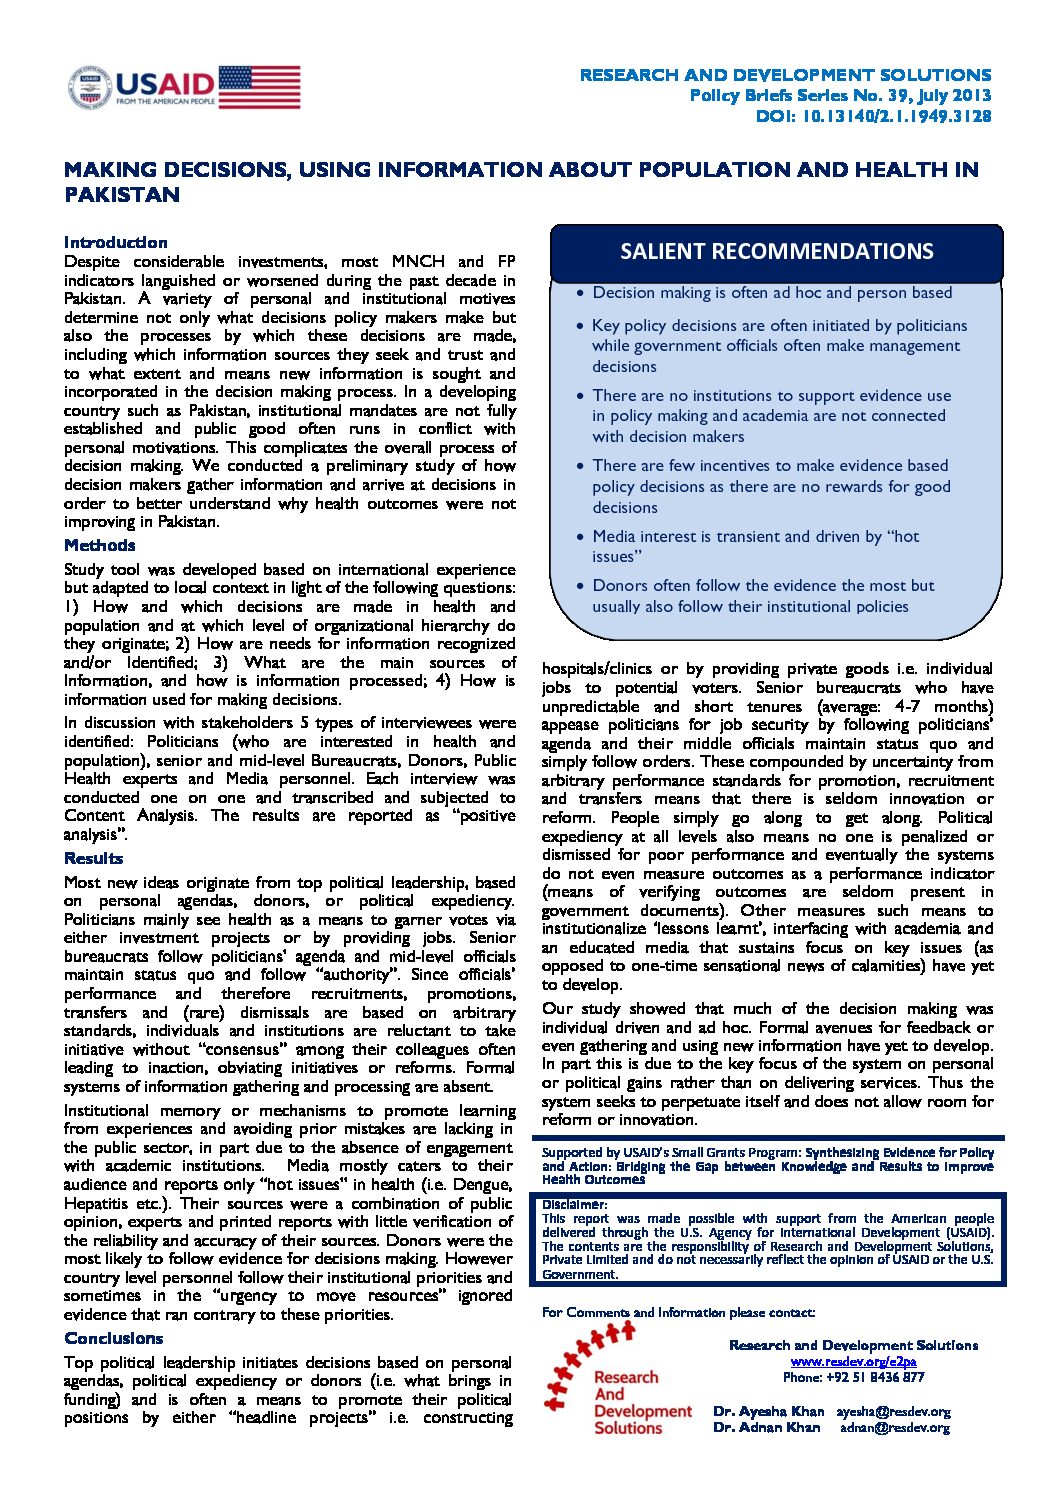 USAID
FROM THE AMERICAN PEOPLE
RESEARCH AND DEVELOPMENT SOLUTIONS
Policy Briefs Series No. 39, July 2013
DOI: 10.13140/2.1.1949.3128
MAKING DECISIONS, USING INFORMATION ABOUT POPULATION AND HEALTH IN
PAKISTAN
Introduction
Despite considerable investments, most MNCH and FP
indicators languished or worsened during the past decade in
Pakistan. A variety of personal and institutional motives
determine not only what decisions policy makers make but
also the processes by which these decisions are made,
including which information sources they seek and trust and
to what extent and means new information is sought and
incorporated in the decision making process. In a developing
country such as Pakistan, institutional mandates are not fully
established and public good often runs in conflict with
personal motivations. This complicates the overall process of
decision making. We conducted a preliminary study of how
decision makers gather information and arrive at decisions in
order to better understand why health outcomes were not
improving in Pakistan.
Methods
Study tool was developed based on international experience
but adapted to local context in light of the following questions:
1) How and which decisions are made in health and
population and at which level of organizational hierarchy do
they originate; 2) How are needs for information recognized
and/or Identified; 3) What are the main sources of
Information, and how is information processed; 4) How is
information used for making decisions.
In discussion with stakeholders 5 types of interviewees were
identified: Politicians (who are interested in health and
population), senior and mid-level Bureaucrats, Donors, Public
Health experts and Media personnel. Each interview was
conducted one on one and transcribed and subjected to
Content Analysis. The results are reported as “positive
analysis”.
Results
Most new ideas originate from top political leadership, based
on personal agendas, donors, or political expediency.
Politicians mainly see health as a means to garner votes via
either investment projects or by providing jobs. Senior
bureaucrats follow politicians’ agenda and mid-level officials
maintain status quo and follow “authority”. Since officials’
performance and therefore recruitments, promotions,
transfers and (rare) dismissals are based on arbitrary
standards, individuals and institutions are reluctant to take
initiative without “consensus” among their colleagues often
leading to inaction, obviating initiatives or reforms. Formal
systems of information gathering and processing are absent.
Institutional memory or mechanisms to promote learning
from experiences and avoiding prior mistakes are lacking in
the public sector, in part due to the absence of engagement
with academic institutions. Media mostly caters to their
audience and reports only “hot issues” in health (i.e. Dengue,
Hepatitis etc.). Their sources were a combination of public
opinion, experts and printed reports with little verification of
the reliability and accuracy of their sources. Donors were the
most likely to follow evidence for decisions making. However
country level personnel follow their institutional priorities and
sometimes in the “urgency to move resources” ignored
evidence that ran contrary to these priorities.
Conclusions
Top political leadership initiates decisions based on personal
agendas, political expediency or donors (i.e. what brings in
funding) and is often a means to promote their political
positions by either “headline projects” i.e. constructing
SALIENT RECOMMENDATIONS
• Decision making is often ad hoc and person based
• Key policy decisions are often initiated by politicians
while government officials often make management
decisions
• There are no institutions to support evidence use
in policy making and academia are not connected
with decision makers
• There are few incentives to make evidence based
policy decisions as there are no rewards for good
decisions
• Media interest is transient and driven by “hot
issues”
• Donors often follow the evidence the most but
usually also follow their institutional policies
hospitals/clinics or by providing private goods i.e. individual
jobs to potential voters. Senior bureaucrats who have
unpredictable and short tenures (average: 4-7 months)
appease politicians for job security by following politicians’
agenda and their middle officials maintain status quo and
simply follow orders. These compounded by uncertainty from
arbitrary performance standards for promotion, recruitment
and transfers means that there is seldom innovation or
reform. People simply go along to get along. Political
expediency at all levels also means no one is penalized or
dismissed for poor performance and eventually the systems
do not even measure outcomes as a performance indicator
(means of verifying outcomes are seldom present in
government documents). Other measures such means to
institutionalize ‘lessons learnt’, interfacing with academia and
an educated media that sustains focus on key issues (as
opposed to one-time sensational news of calamities) have yet
to develop.
Our study showed that much of the decision making was
individual driven and ad hoc. Formal avenues for feedback or
even gathering and using new information have yet to develop.
In part this is due to the key focus of the system on personal
or political gains rather than on delivering services. Thus the
system seeks to perpetuate itself and does not allow room for
reform or innovation.
Supported by USAID’s Small Grants Program: Synthesizing Evidence for Policy
and Action: Bridging the Gap between Knowledge and Results to Improve
Health Outcomes
Disclaimer:
This report was made possible with support from the American people
delivered through the U.S. Agency for International Development (USAID).
The contents are the responsibility of Research and Development Solutions,
Private Limited and do not necessarily reflect the opinion of USAID or the U.S.
Government.
For Comments and Information please contact:
Research
And
Development
Solutions
Research and Development Solutions
www.resdev.org/e2pa
Phone: +92 51 8436 877
Dr. Ayesha Khan ayesha@resdev.org
Dr. Adnan Khan adnan@resdev.org